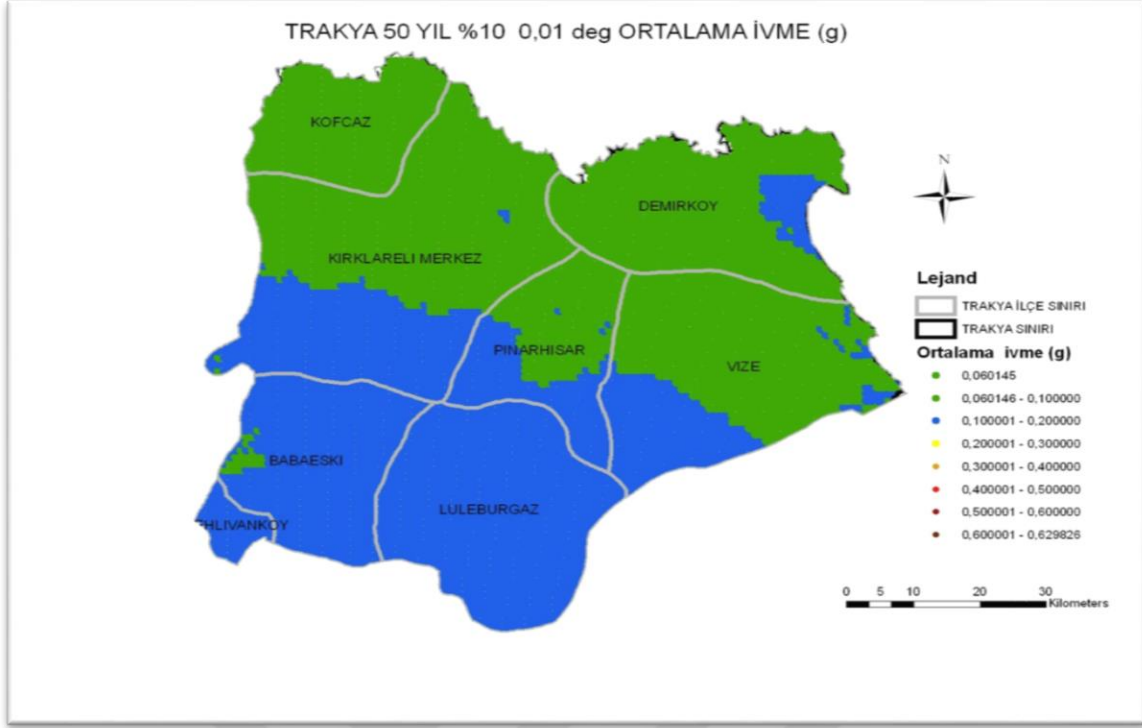 TRAKYA 50 YIL %10 0,01 deg ORTALAMA İVME (g)
KOFCAZ
N
DEMIRKOY
KIRKLARELI MERKEZ
Lejand
TRAKYA İLÇE SINIRI
TRAKYA SINIRI
PINARHISAR
VIZE
Ortalama ivme (g)
0,060145
0,060146 - 0,100000
0,100001 - 0,200000
0,200001 - 0,300000
0,300001 - 0,400000
0,400001 - 0,500000
0,500001 - 0,600000
0,600001 - 0,629826
BABAESKI
LULEBURGAZ
EHLIVANKOY
0 5 10 20 30
Kilometers